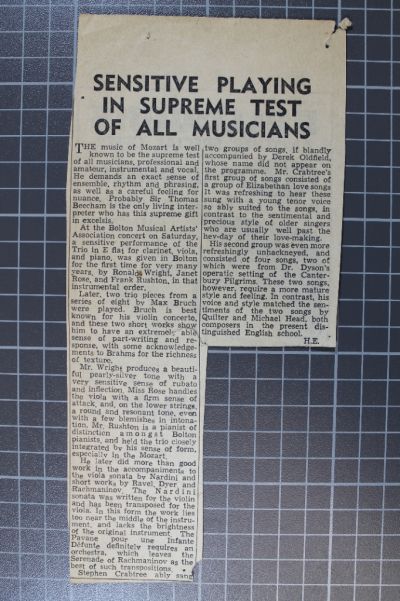 SENSITIVE PLAYING
IN SUPREME TEST
OF ALL MUSICIANS
THE music of Mozart is well
known to be the supreme test
of all musicians, professional and
amateur, instrumental and vocal.
He demands an exact sense of
ensemble, rhythm and phrasing,
as well as a careful feeling for
nuance. Probably Sir Thomas
Beecham is the only living inter-
preter who has this supreme gift
in excelsis.
At the Bolton Musical Artists'
Association concert on Saturday,
a sensitive performance of the
Trio in E flat for clarinet, viola,
and piano, was given in Bolton
for the first time for very many
years, by Ronald Wright, Janet
Rose, and Frank Rushton, in that
instrumental order.
Later, two trio pieces from a
series of eight by Max Bruch
were played. Bruch is best
known for his violin concerto,
and these two short works show
him to have an extremely able
sense of part-writing and re-
sponse, with some acknowledge-
ments to Brahms for the richness
of texture.
Mr. Wright produces a beauti-
ful pearly-silver tone with a
very sensitive sense of rubato
and inflection. Miss Rose handles
the viola with a firm sense of
attack, and, on the lower strings,
a round and resonant tone, even
with a few blemishes in intona-
tion. Mr. Rushton is a pianist of
distinction amongst Bolton
pianists, and held the trio closely
integrated by his sense of form,
especially in the Mozart.
He later did more than good
work in the accompaniments to
the viola sonata by Nardini and
short works by Ravel, Dyer and
Rachmaninov. The Nardini
sonata was written for the violin
and has been transposed for the
viola. In this form the work lies
too near the middle of the instru-
ment, and lacks the brightness
of the original instrument. The
Pavane pour une Infante
Defunte definitely requires an
orchestra, which leaves the
Serenade of Rachmaninov as the
best of such transpositions.
Stephen Crabtree ably sang
two groups of songs, if blandly
accompanied by Derek Oldfield,
whose name did not appear on
the programme. Mr. Crabtree's
first group of songs consisted of
a group of Elizabethan love songs
It was refreshing to hear these
sung with a young tenor voice
so ably suited to the songs, in
contrast to the sentimental and
precious style of older singers
who are usually well past the
hey-day of their love-making.
His second group was even more
refreshingly unhackneyed, and
consisted of four songs, two of
which were from Dr. Dyson's
operatic setting of the Canter-
bury Pilgrims. These two songs,
however, require a more mature
style and feeling. In contrast, his
voice and style matched the sen-
timents of the two songs by
Quilter and Michael Head, both
composers in the present dis-
tinguished English school.
H.E.